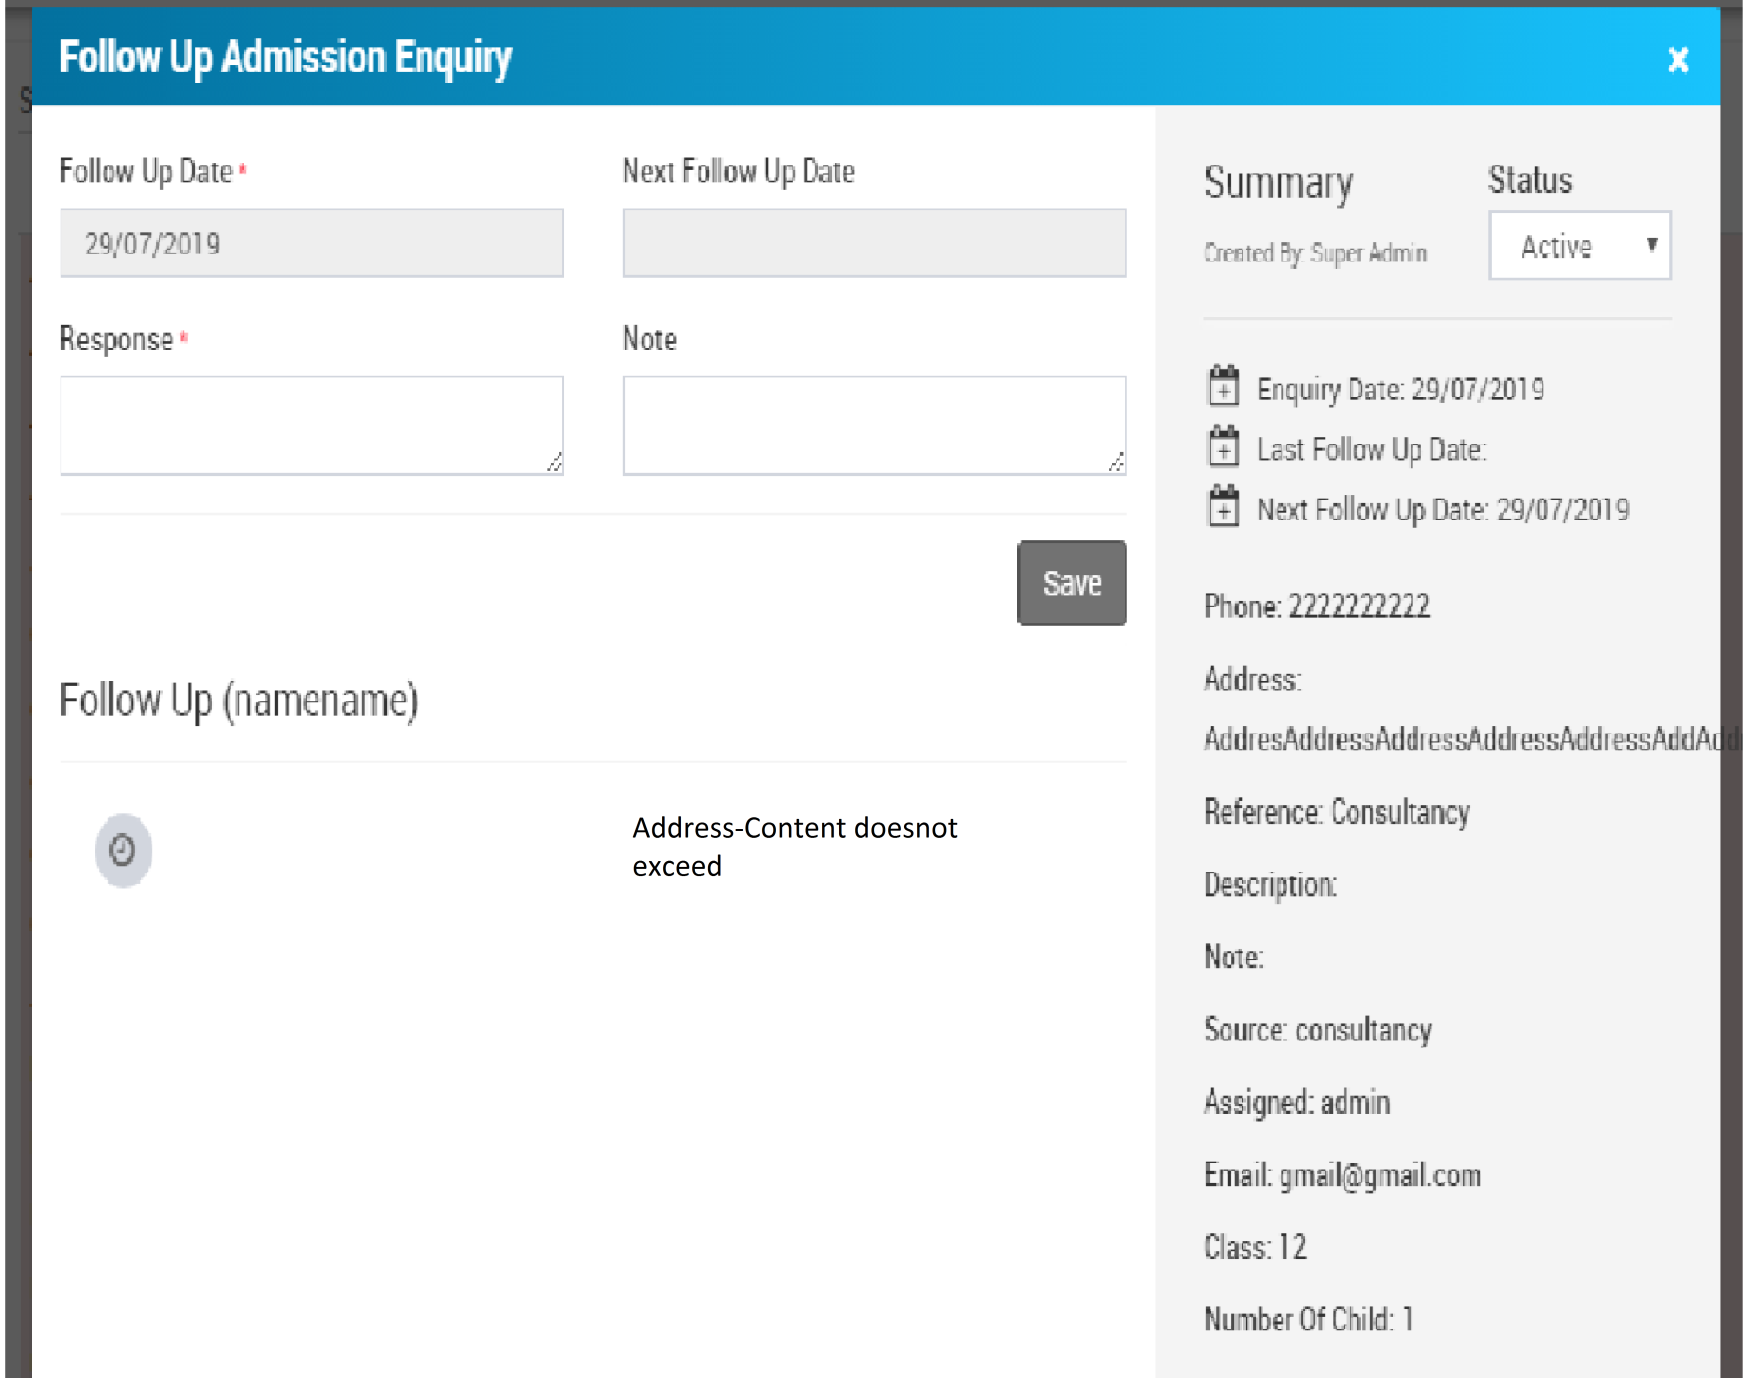 Follow Up Admission Enquiry
x
S
Follow Up Date *
Next Follow Up Date
29/07/2019
Response *
Note
Save
Follow Up (namename)
Address-Content doesnot
exceed
Summary
Status
Created By: Super Admin
Active
Enquiry Date: 29/07/2019
Last Follow Up Date:
Next Follow Up Date: 29/07/2019
Phone: 2222222222
Address:
AddresAddressAddressAddressAddressAddAdd
Reference: Consultancy
Description:
Note:
Source: consultancy
Assigned: admin
Email: gmail@gmail.com
Class: 12
Number Of Child: 1